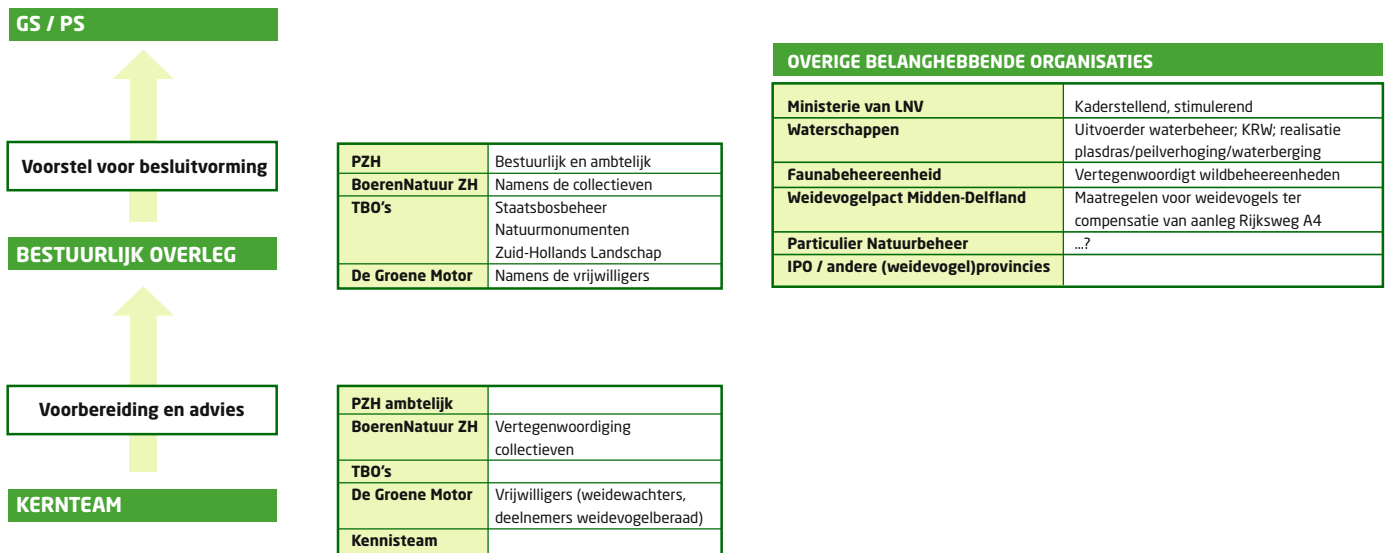 GS / PS
Voorstel voor besluitvorming
BESTUURLIJK OVERLEG
Voorbereiding en advies
KERNTEAM
PZH Bestuurlijk en ambtelijk
BoerenNatuur ZH Namens de collectieven
TBO's Staatsbosbeheer
Natuurmonumenten
Zuid-Hollands Landschap
De Groene Motor Namens de vrijwilligers
PZH ambtelijk
BoerenNatuur ZH Vertegenwoordiging
collectieven
TBO's
De Groene Motor Vrijwilligers (weidewachters,
deelnemers weidevogelberaad)
Kennisteam
OVERIGE BELANGHEBBENDE ORGANISATIES
Ministerie van LNV Kaderstellend, stimulerend
Waterschappen Uitvoerder waterbeheer; KRW; realisatie
plasdras/peilverhoging/waterberging
Faunabeheereenheid Vertegenwoordigt wildbeheereenheden
Weidevogelpact Midden-Delfland Maatregelen voor weidevogels ter
compensatie van aanleg Rijksweg A4
Particulier Natuurbeheer ...?
IPO / andere (weidevogel)provincies